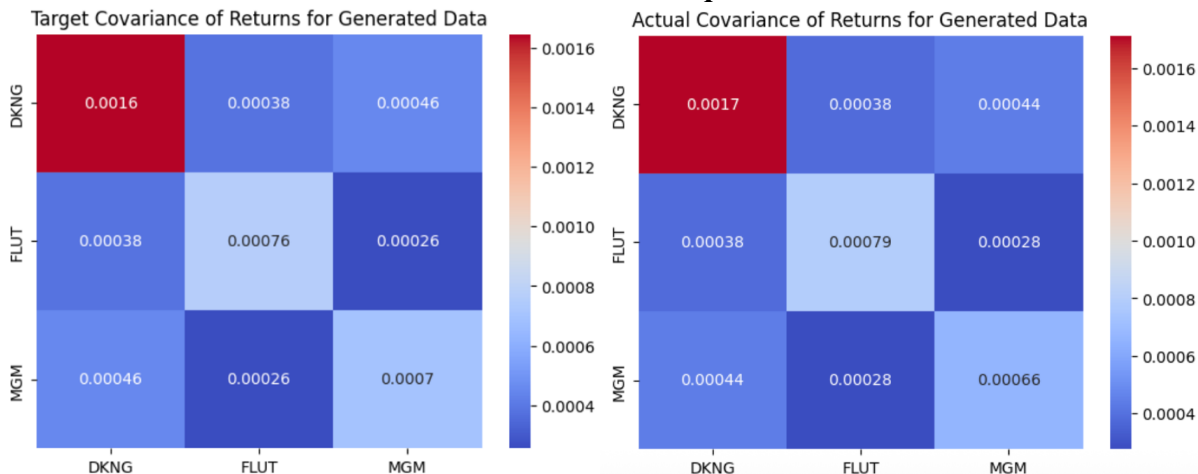 Target Covariance of Returns for Generated Data
DKNG
0.0016 0.00038 0.00046
FLUT
0.00038 0.00076 0.00026
MGM
0.00046 0.00026 0.0007
DKNG FLUT MGM
0.0016
0.0014
0.0012
0.0010
0.0008
0.0006
0.0004
Actual Covariance of Returns for Generated Data
DKNG
0.0017 0.00038 0.00044
FLUT
0.00038 0.00079 0.00028
MGM
0.00044 0.00028 0.00066
DKNG FLUT MGM
0.0016
0.0014
0.0012
0.0010
0.0008
0.0006
0.0004